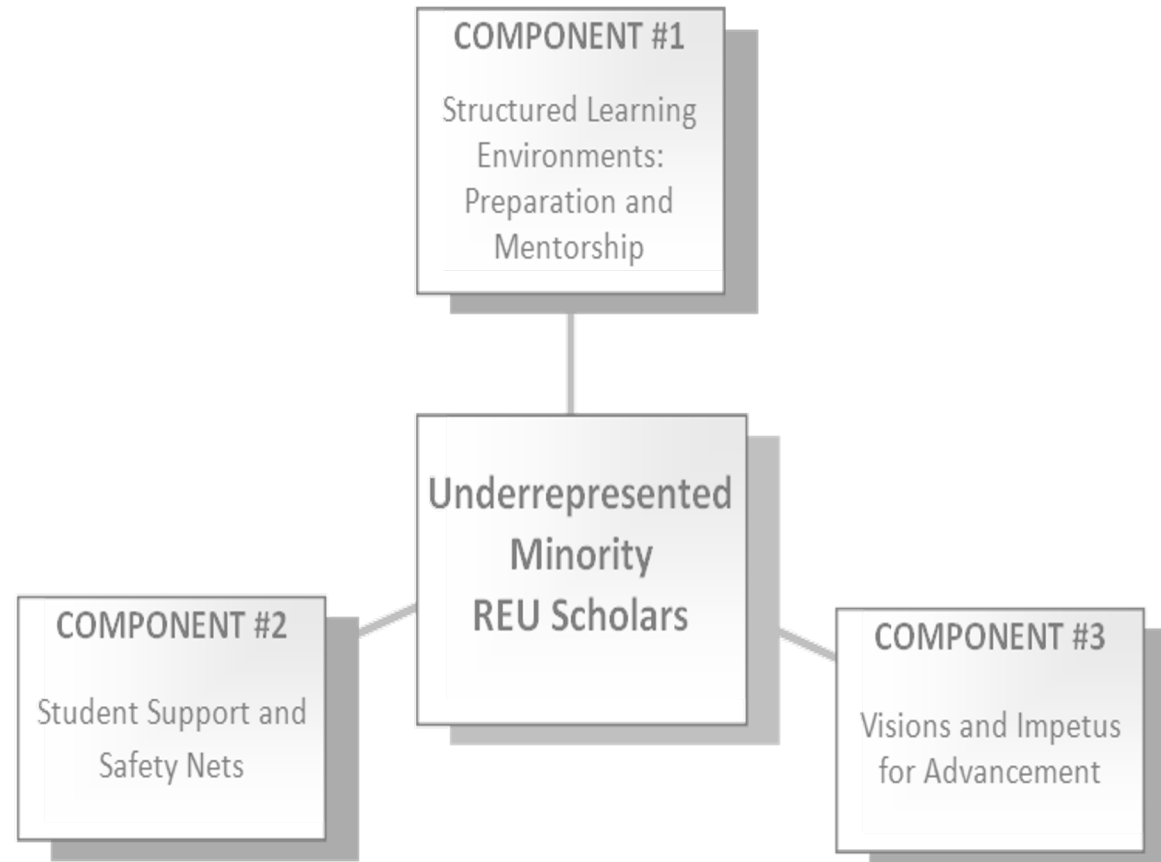 COMPONENT #1
Structured Learning
Environments:
Preparation and
Mentorship
Underrepresented
Minority
REU Scholars
COMPONENT #2
Student Support and
Safety Nets
COMPONENT #3
Visions and Impetus
for Advancement